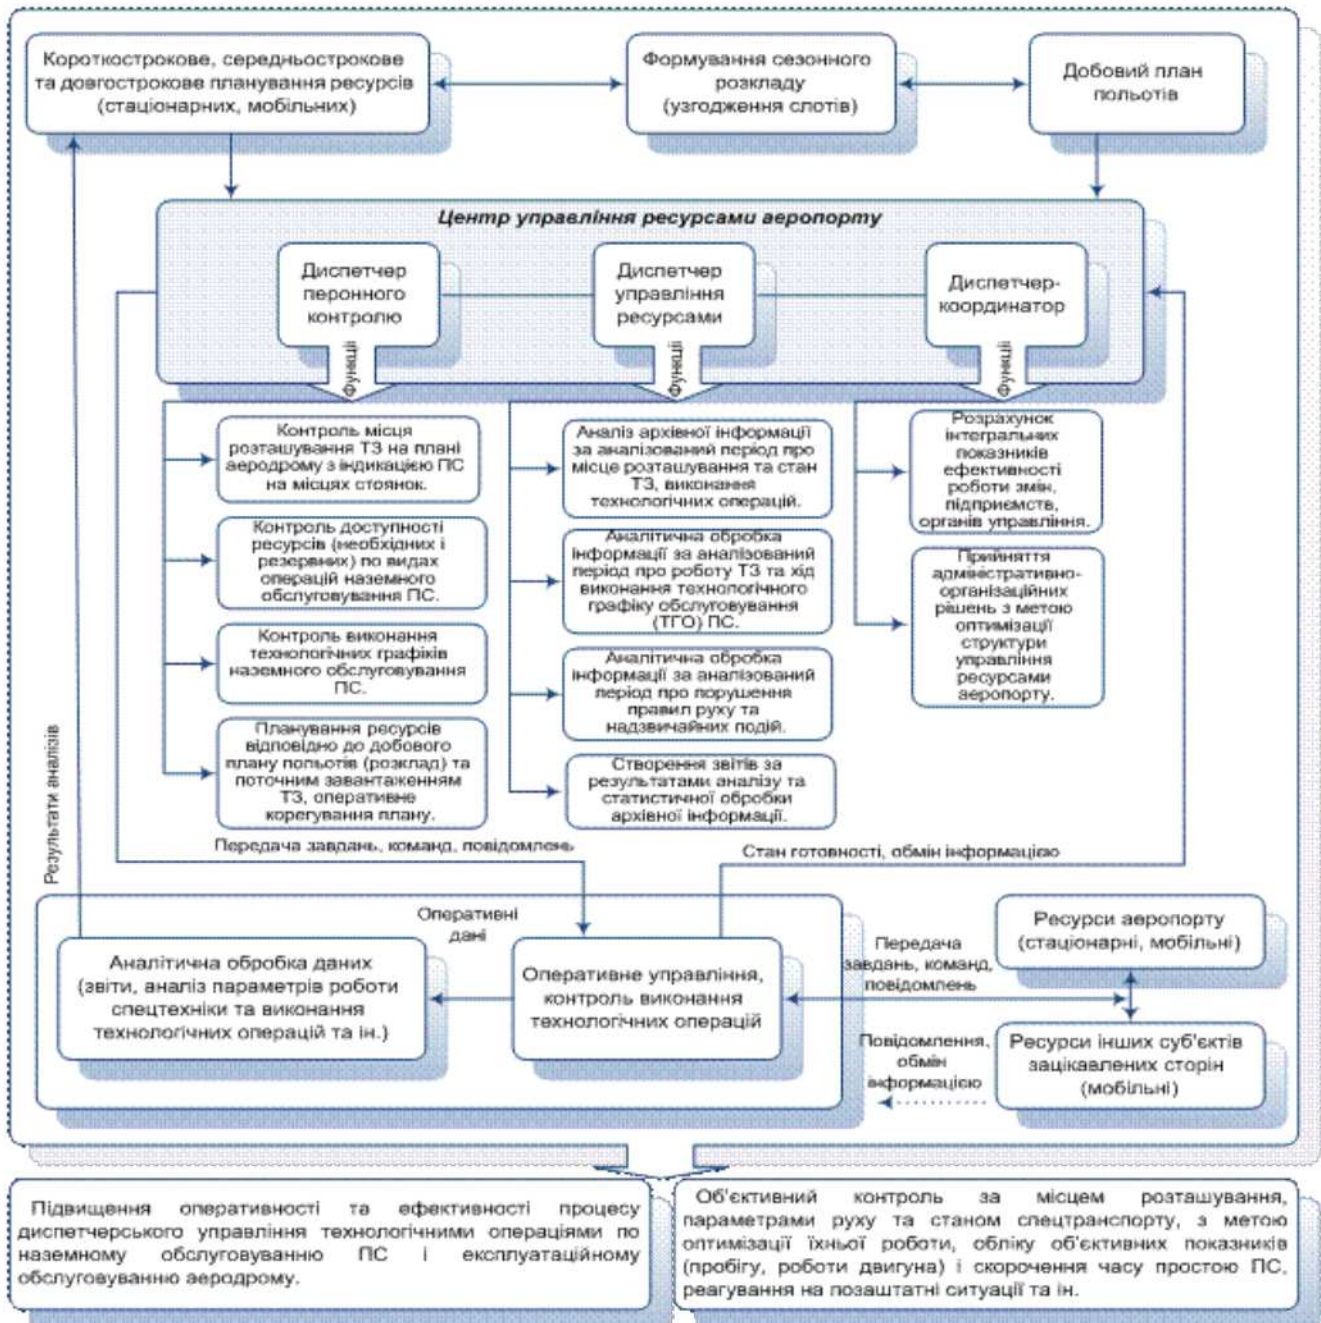 Короткострокове, середньострокове
та довгострокове планування ресурсів
(стаціонарних, мобільних)
Формування сезонного
розкладу
(узгодження слотів)
Добовий план
польотів
Центр управління ресурсами аеропорту
Диспетчер
перонного
контролю
Диспетчер
управління
ресурсами
Диспетчер-
координатор
Функції
Функції
Функції
Контроль місця
розташування ТЗ на плані
аеродрому з індикацією ПС
на місцях стоянок.
Контроль доступності
ресурсів (необхідних і
резервних) по видах
операцій наземного
обслуговування ПС.
Контроль виконання
технологічних графіків
наземного обслуговування
ПС.
Планування ресурсів
відповідно до добового
плану польотів (розклад) та
поточним завантаженням
ТЗ, оперативне
корегування плану.
Аналіз архівної інформації
за аналізований період про
місце розташування та стан
ТЗ, виконання
технологічних операцій.
Аналітична обробка
інформації за аналізований
період про роботу ТЗ та хід
виконання технологічного
графіку обслуговування
(ТГО) ПС.
Аналітична обробка
інформації за аналізований
період про порушення
правил руху та
надзвичайних подій.
Створення звітів за
результатами аналізу та
статистичної обробки
архівної інформації.
Розрахунок
інтегральних
показників
ефективності
роботи змін,
підприємств,
органів управління.
Прийняття
адміністративно-
організаційних
рішень з метою
оптимізації
структури
управління
ресурсами
аеропорту.
Результати аналізів
Передача завдань, команд, повідомлень
Стан готовності, обмін інформацією
Оперативні
дані
Аналітична обробка даних
(звіти, аналіз параметрів роботи
спецтехніки та виконання
технологічних операцій та ін.)
Оперативне управління,
контроль виконання
технологічних операцій
Передача
завдань, команд,
повідомлень
Повідомлення,
обмін
інформацією
Ресурси аеропорту
(стаціонарні, мобільні)
Ресурси інших суб'єктів
зацікавлених сторін
(мобільні)
Підвищення оперативності та ефективності процесу
диспетчерського управління технологічними операціями по
наземному обслуговуванню ПС і експлуатаційному
обслуговуванню аеродрому.
Об'єктивний контроль за місцем розташування,
параметрами руху та станом спецтранспорту, з метою
оптимізації їхньої роботи, обліку об'єктивних показників
(пробігу, роботи двигуна) і скорочення часу простою ПС,
реагування на позаштатні ситуації та ін.